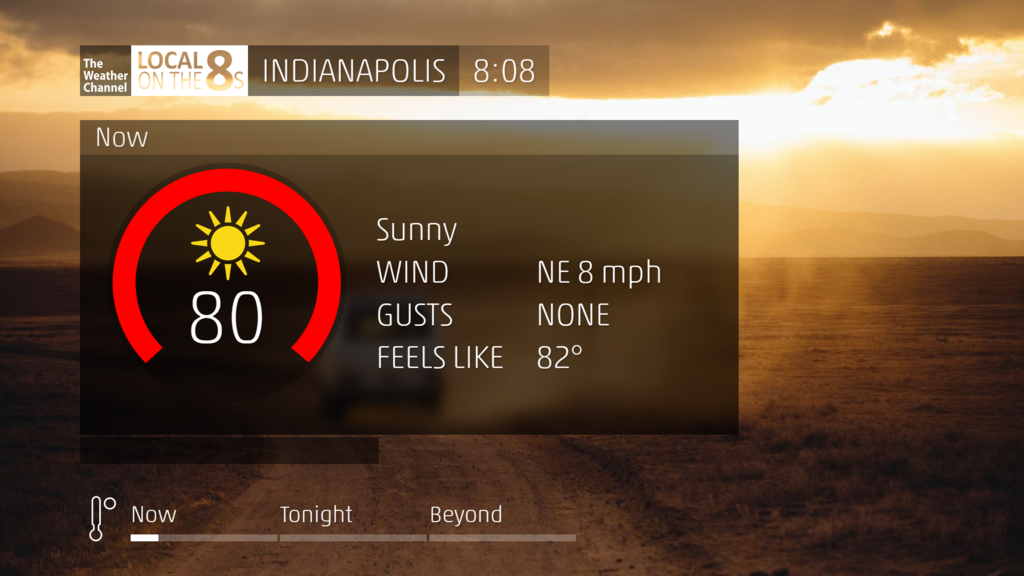 The
Weather
Channel
LOCAL
ON THE 8s
INDIANAPOLIS
8:08
Now
80
Sunny
WIND NE 8 mph
GUSTS NONE
FEELS LIKE 82°
Now
Tonight
Beyond